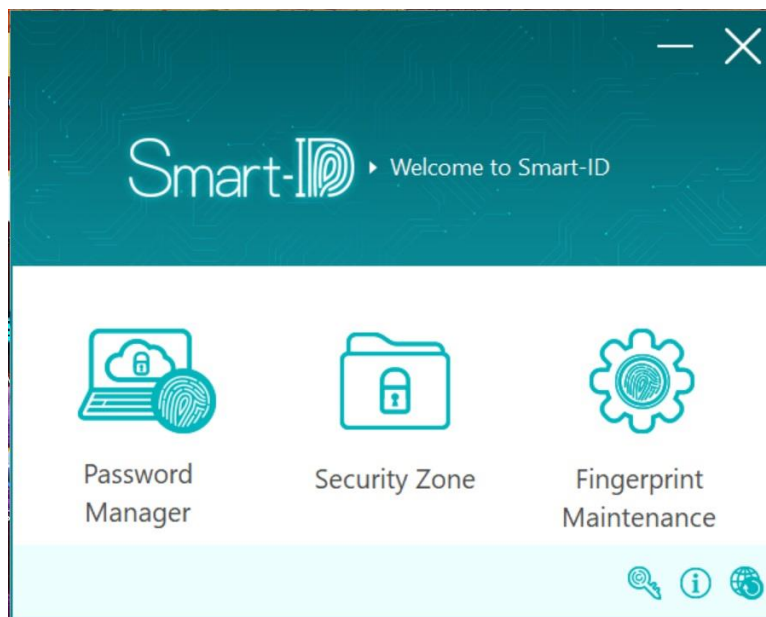 Smart-ID
Welcome to Smart-ID
Password
Manager
Security Zone
Fingerprint
Maintenance